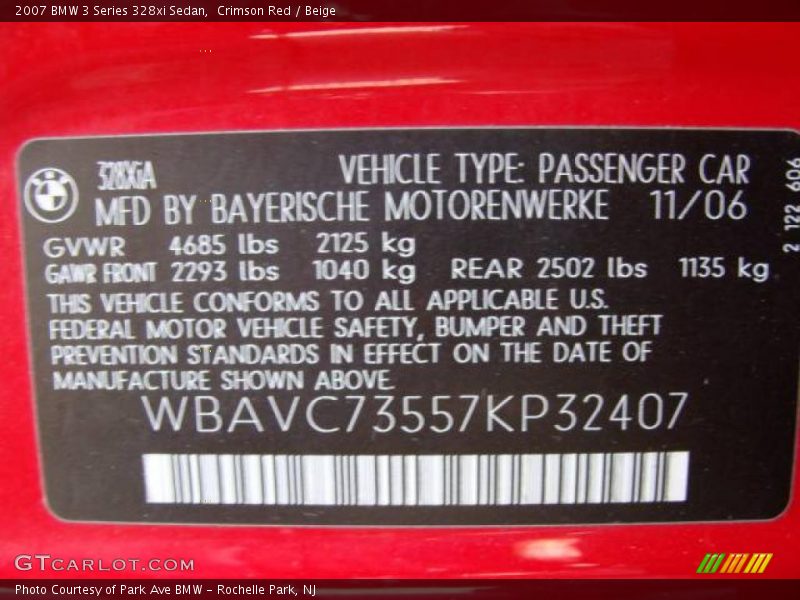 2007 BMW 3 Series 328xi Sedan,  Crimson Red / Beige
328XiA
VEHICLE TYPE: PASSENGER CAR
MFD BY BAYERISCHE MOTORENWERKE 11/06
GVWR 4685 lbs 2125 kg
GAWR FRONT 2293 lbs 1040 kg REAR 2502 lbs 1135 kg
THIS VEHICLE CONFORMS TO ALL APPLICABLE U.S.
FEDERAL MOTOR VEHICLE SAFETY, BUMPER AND THEFT
PREVENTION STANDARDS IN EFFECT ON THE DATE OF
MANUFACTURE SHOWN ABOVE.
WBAVC73557KP32407
2 122 606
GTCARLOT.COM
Photo Courtesy of Park Ave BMW - Rochelle Park, NJ